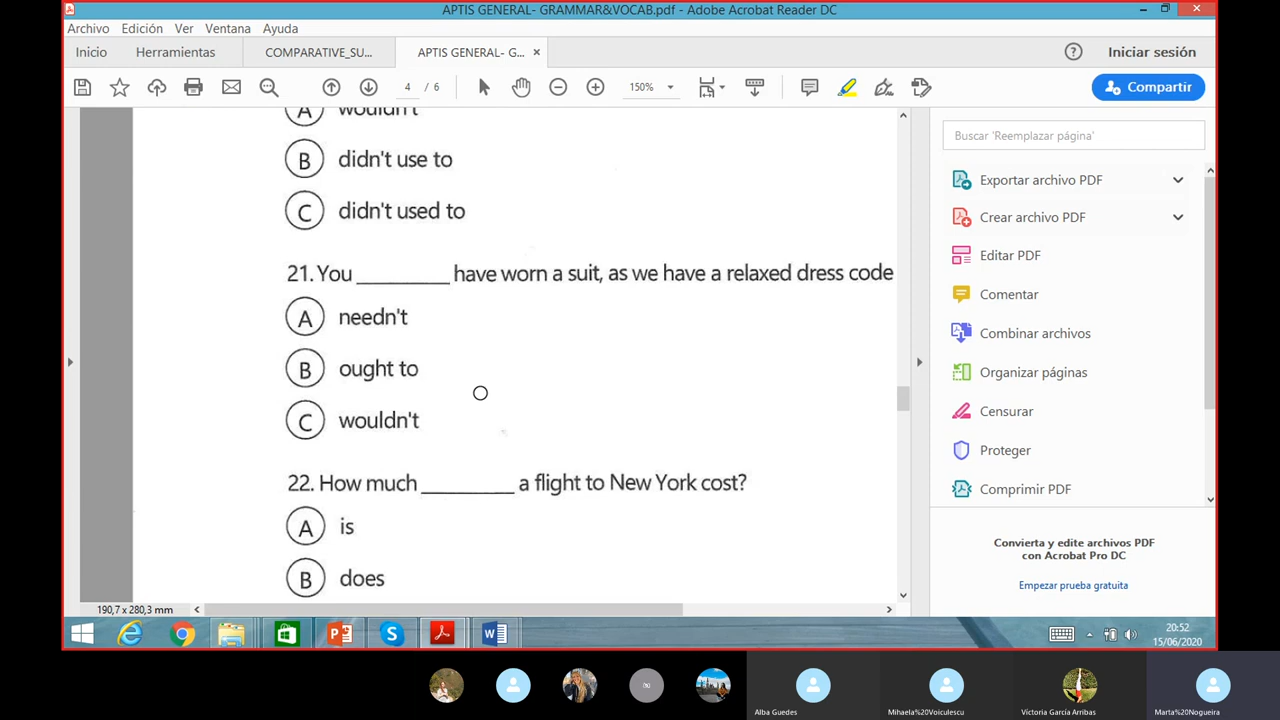 APTIS GENERAL- GRAMMAR&VOCAB.pdf - Adobe Acrobat Reader DC
Archivo Edición Ver Ventana Ayuda
Inicio Herramientas COMPARATIVE_SU... APTIS GENERAL- G... × ? Iniciar sesión
4 / 6 150% Compartir
A wouldn't
B didn't use to
C didn't used to
21. You _________ have worn a suit, as we have a relaxed dress code
A needn't
B ought to
C wouldn't
22. How much _________ a flight to New York cost?
A is
B does
190,7 x 280,3 mm
Buscar 'Reemplazar página'
Exportar archivo PDF
Crear archivo PDF
Editar PDF
Comentar
Combinar archivos
Organizar páginas
Censurar
Proteger
Comprimir PDF
Convierta y edite archivos PDF
con Acrobat Pro DC
Empezar prueba gratuita
20:52
15/06/2020
Alba Guedes
Mihaela%20Voiculescu
Víctoria García Arribas
Marta%20Nogueira